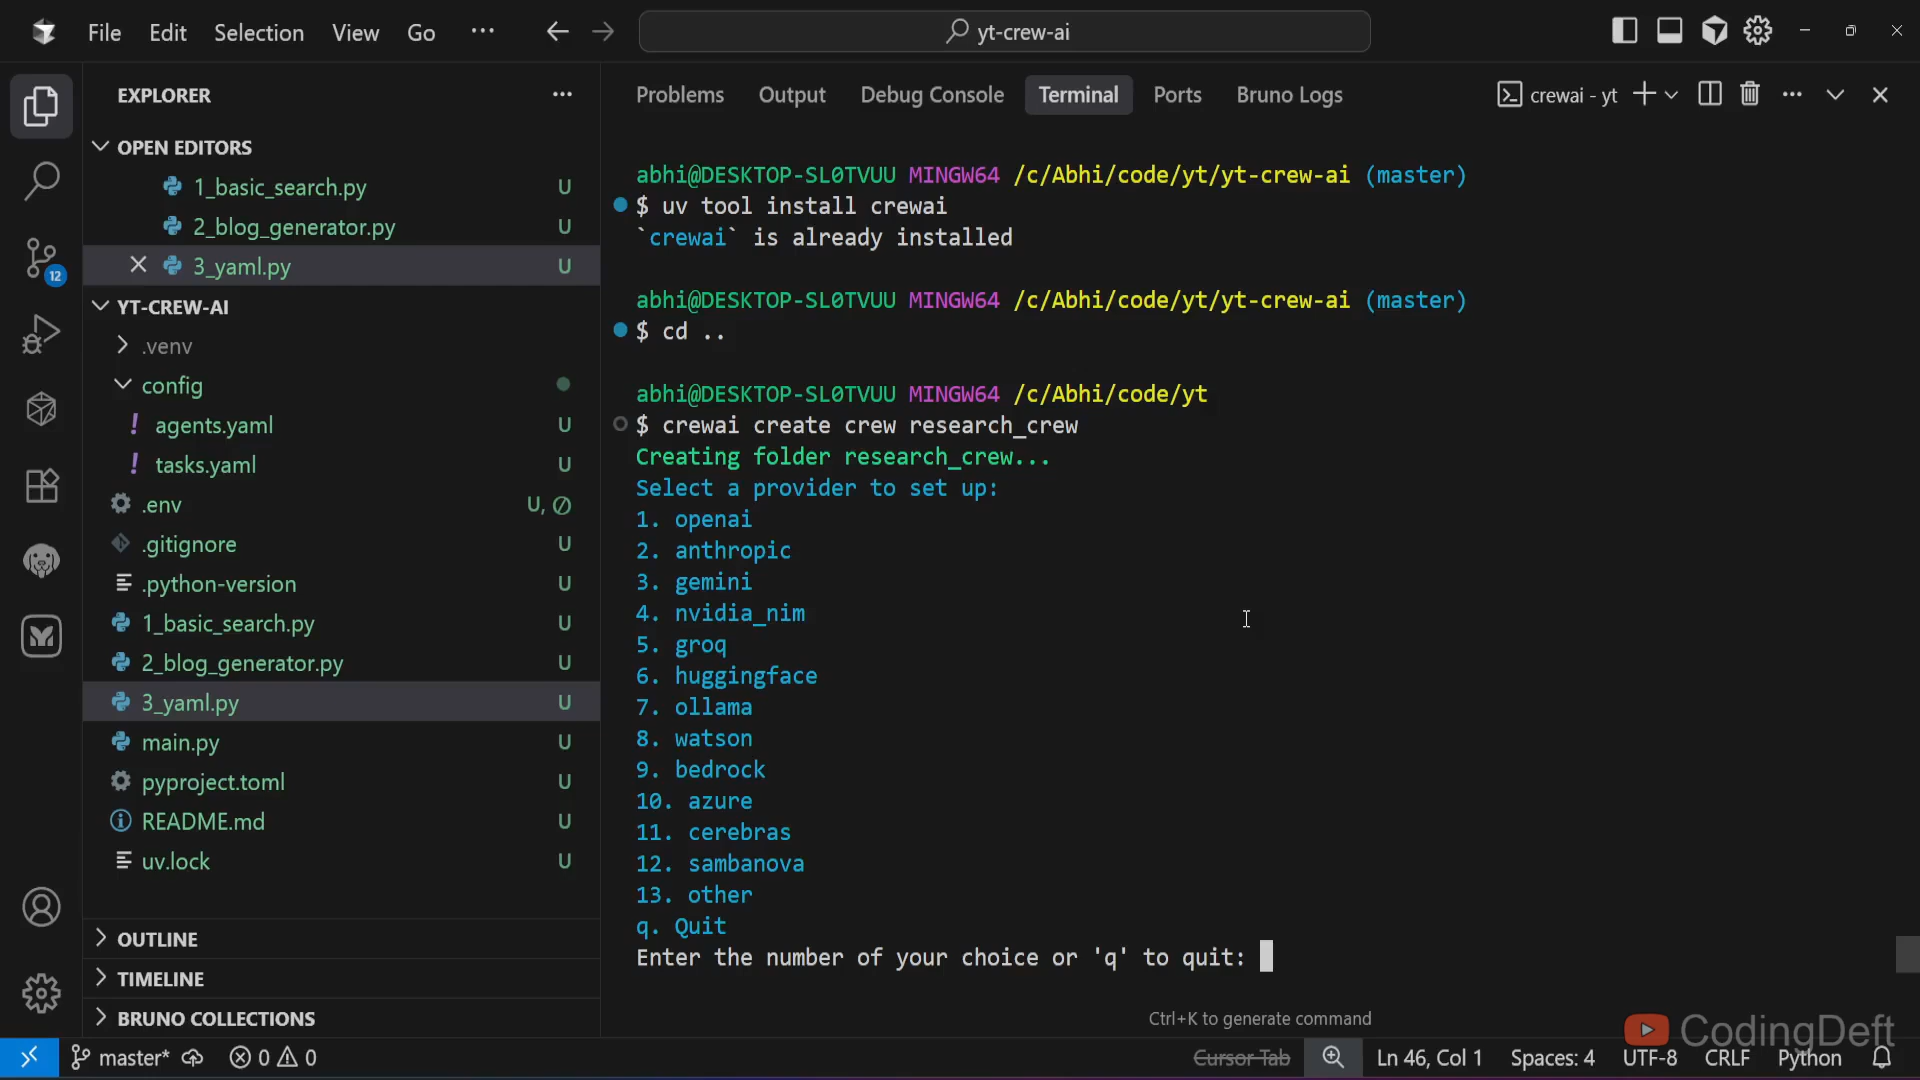 File Edit Selection View Go ··· yt-crew-ai
EXPLORER
OPEN EDITORS
1_basic_search.py U
2_blog_generator.py U
3_yaml.py U
12
YT-CREW-AI
.venv
config
agents.yaml U
tasks.yaml U
.env U,
.gitignore U
.python-version U
1_basic_search.py U
2_blog_generator.py U
3_yaml.py U
main.py U
pyproject.toml U
README.md U
uv.lock U
OUTLINE
TIMELINE
BRUNO COLLECTIONS
Problems Output Debug Console Terminal Ports Bruno Logs crewai - yt
abhi@DESKTOP-SL0TVUU MINGW64 /c/Abhi/code/yt/yt-crew-ai (master)
$ uv tool install crewai
`crewai` is already installed
abhi@DESKTOP-SL0TVUU MINGW64 /c/Abhi/code/yt/yt-crew-ai (master)
$ cd ..
abhi@DESKTOP-SL0TVUU MINGW64 /c/Abhi/code/yt
$ crewai create crew research_crew
Creating folder research_crew...
Select a provider to set up:
1. openai
2. anthropic
3. gemini
4. nvidia_nim
5. groq
6. huggingface
7. ollama
8. watson
9. bedrock
10. azure
11. cerebras
12. sambanova
13. other
q. Quit
Enter the number of your choice or 'q' to quit:
Ctrl+K to generate command
CodingDeft
master* 0 0 Cursor Tab Ln 46, Col 1 Spaces: 4 UTF-8 CRLF Python